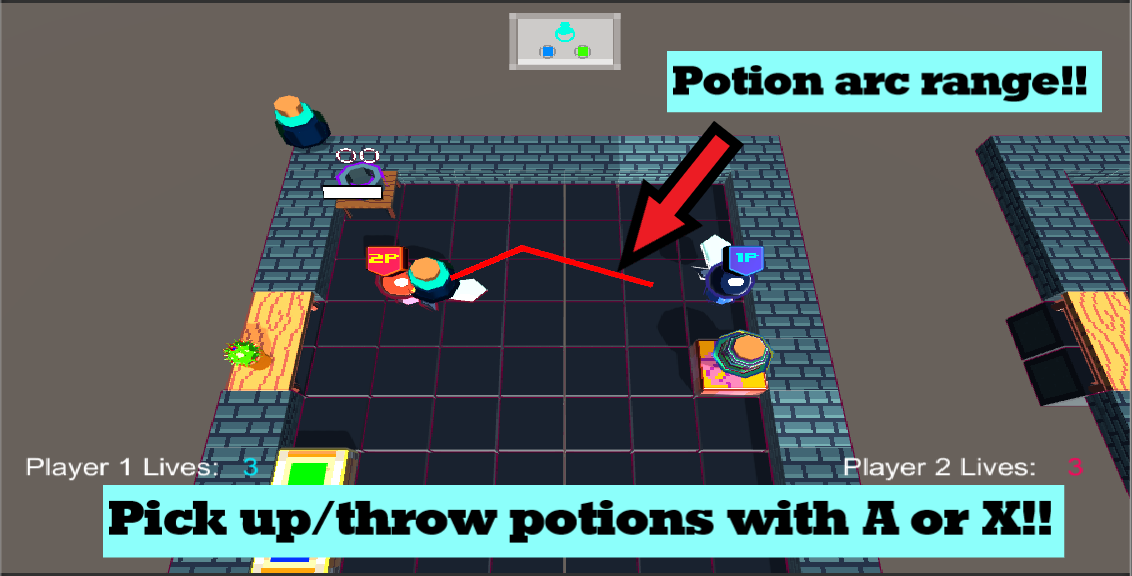 Potion arc range!!
2P
1P
Player 1 Lives: 3
Player 2 Lives: 3
Pick up/throw potions with A or X!!